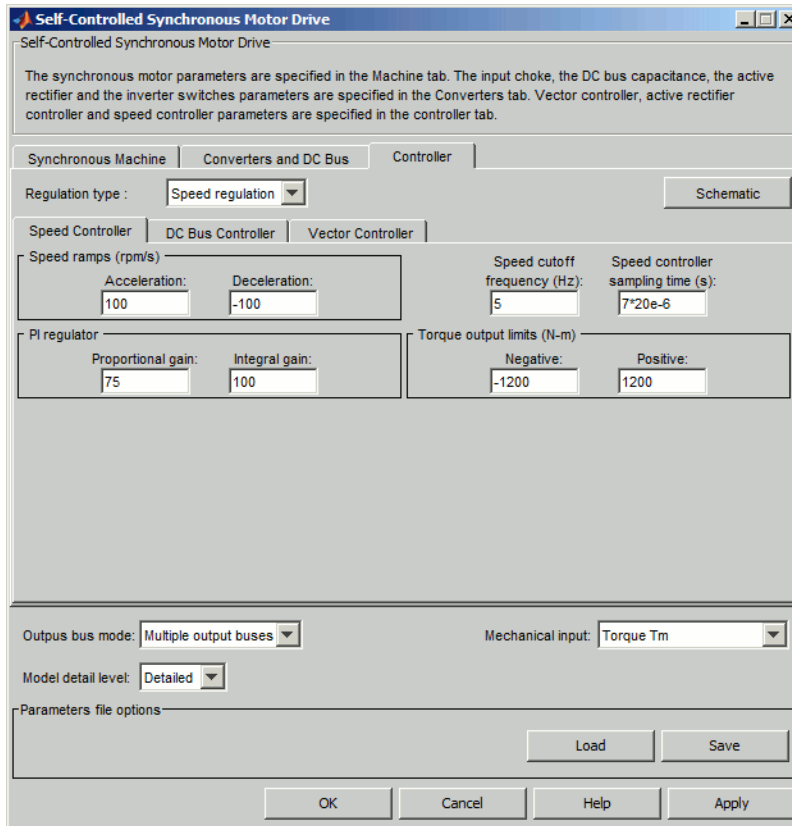 Self-Controlled Synchronous Motor Drive
Self-Controlled Synchronous Motor Drive
The synchronous motor parameters are specified in the Machine tab. The input choke, the DC bus capacitance, the active
rectifier and the inverter switches parameters are specified in the Converters tab. Vector controller, active rectifier
controller and speed controller parameters are specified in the controller tab.
Synchronous Machine Converters and DC Bus Controller
Regulation type : Speed regulation Schematic
Speed Controller DC Bus Controller Vector Controller
Speed ramps (rpm/s)
Acceleration: Deceleration:
100 -100
Speed cutoff
frequency (Hz):
5
Speed controller
sampling time (s):
7*20e-6
PI regulator
Proportional gain: Integral gain:
75 100
Torque output limits (N-m)
Negative: Positive:
-1200 1200
Outpus bus mode: Multiple output buses Mechanical input: Torque Tm
Model detail level: Detailed
Parameters file options
Load Save
OK Cancel Help Apply